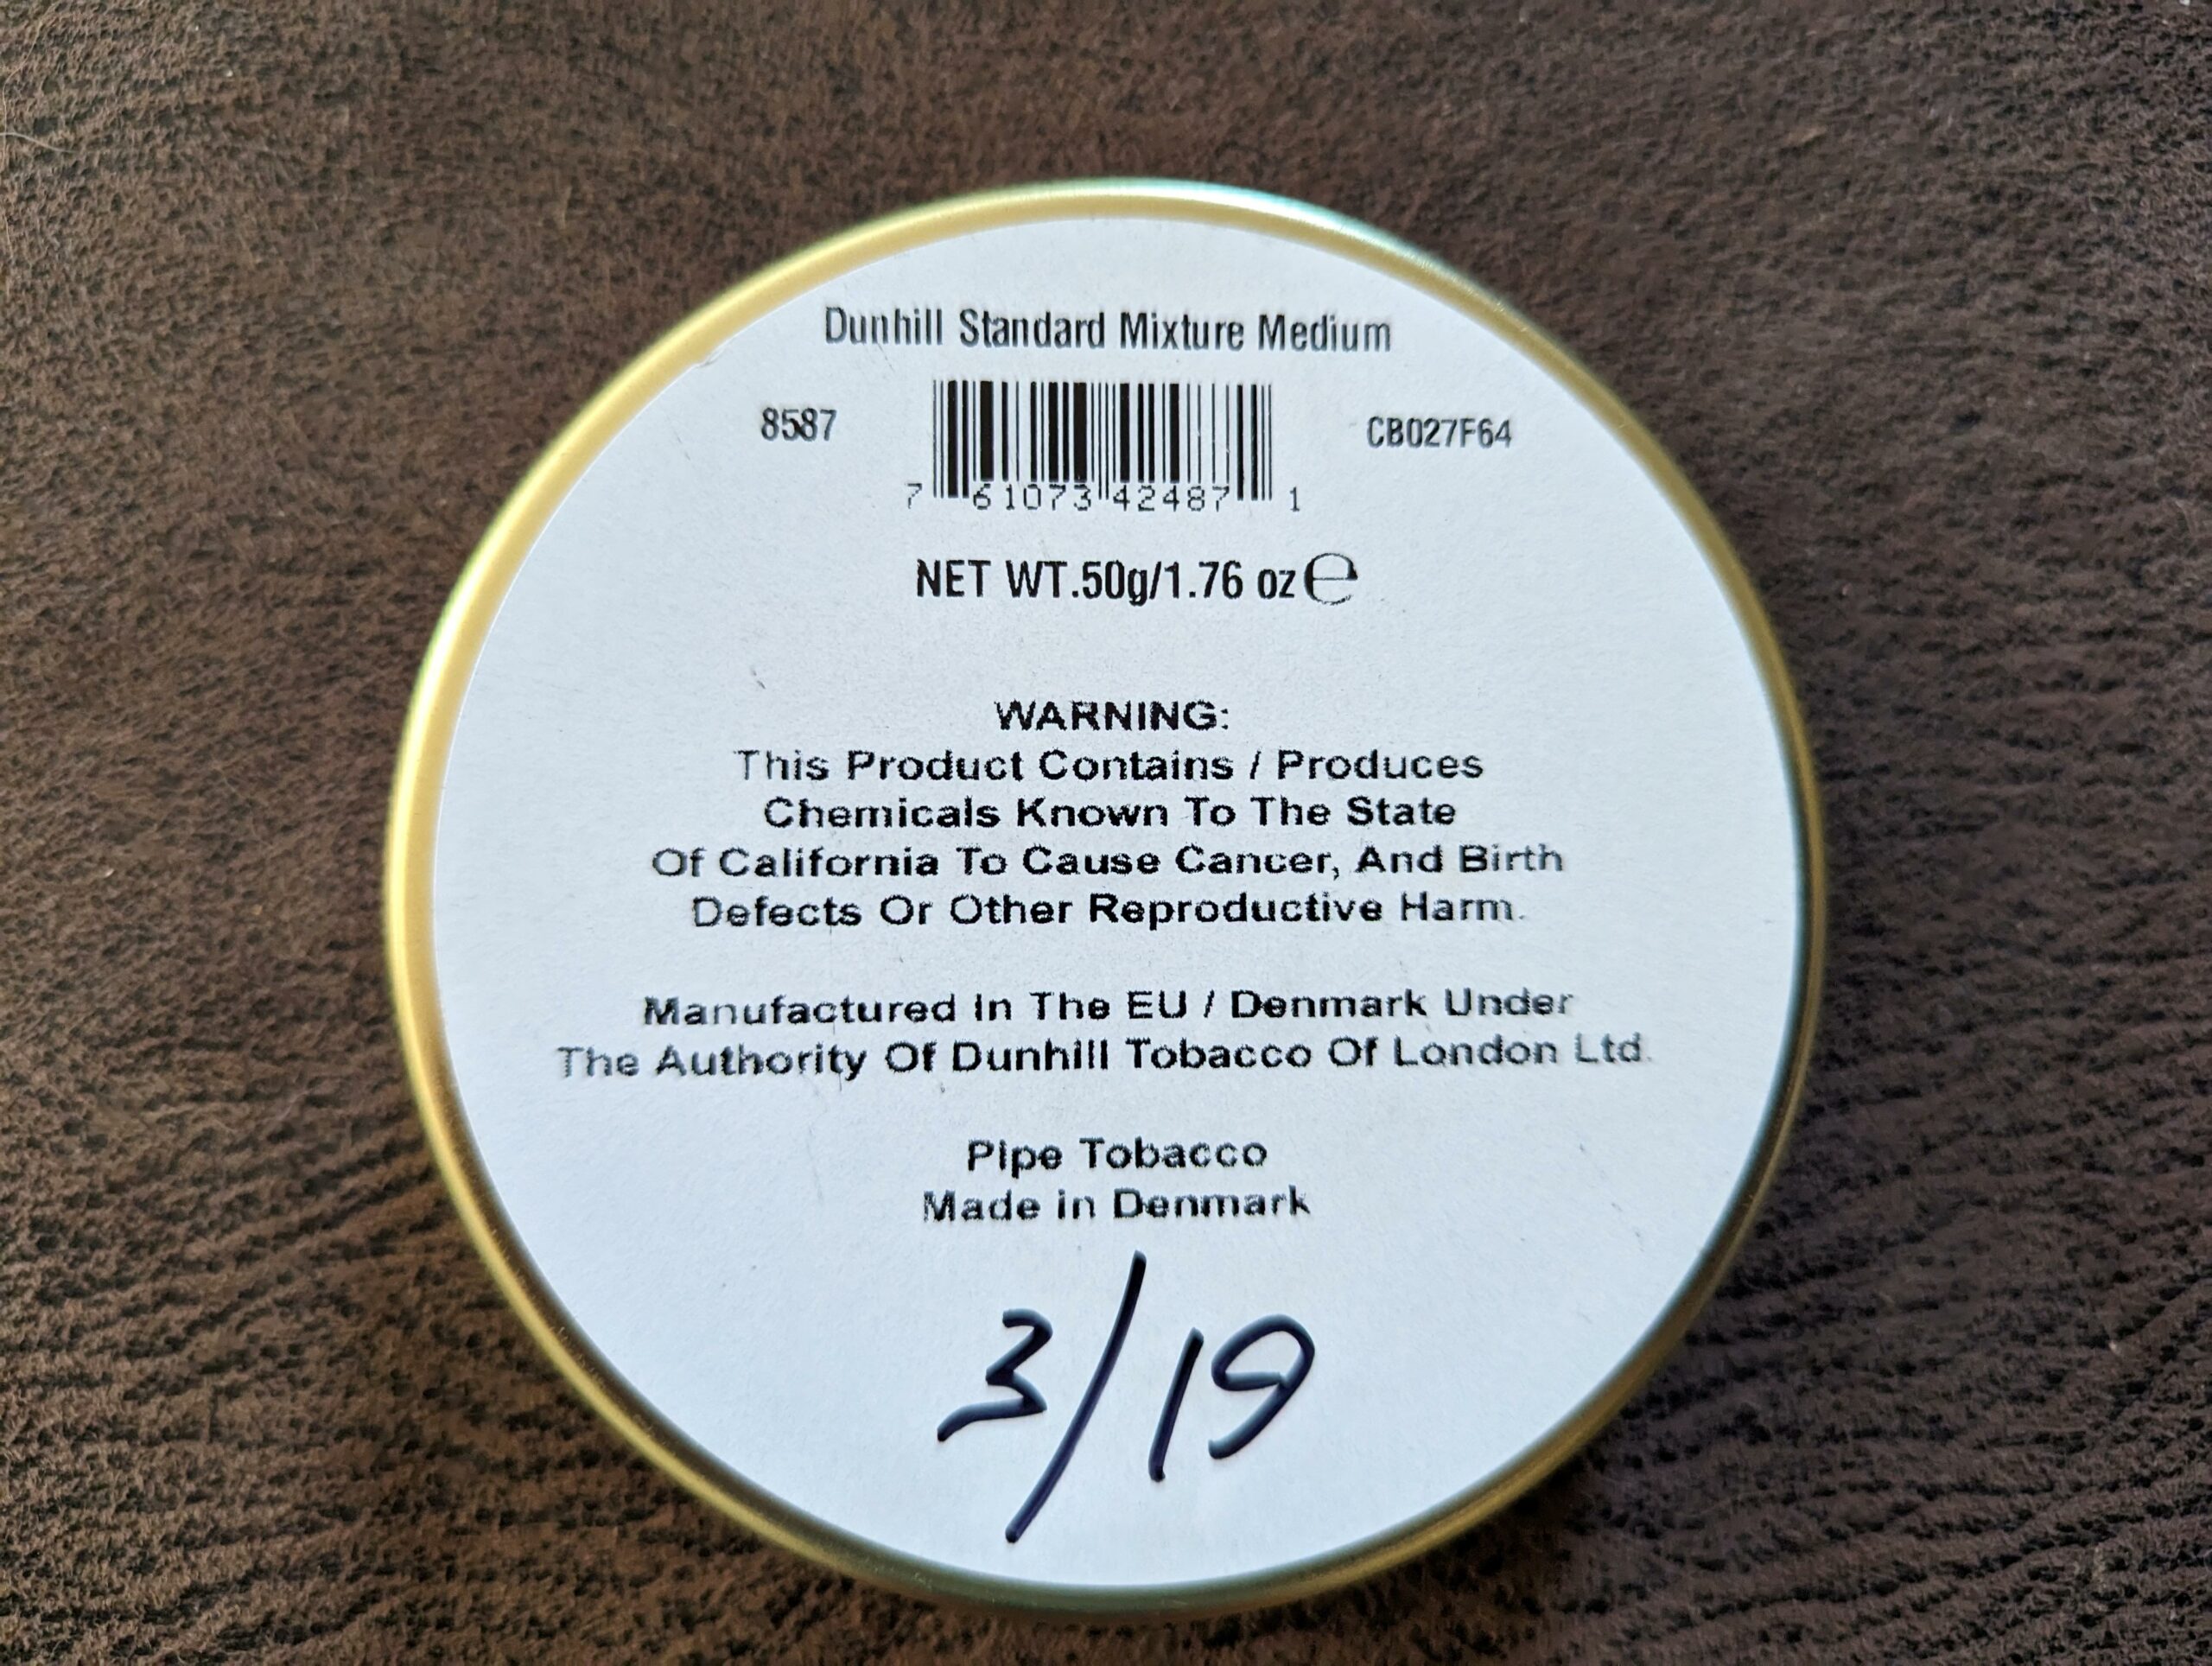 Dunhill Standard Mixture Medium
8587 CB027F64
7 61073 42487 1
NET WT.50g/1.76 oz ℮
WARNING:
This Product Contains / Produces
Chemicals Known To The State
Of California To Cause Cancer, And Birth
Defects Or Other Reproductive Harm.
Manufactured In The EU / Denmark Under
The Authority Of Dunhill Tobacco Of London Ltd.
Pipe Tobacco
Made in Denmark
3/19